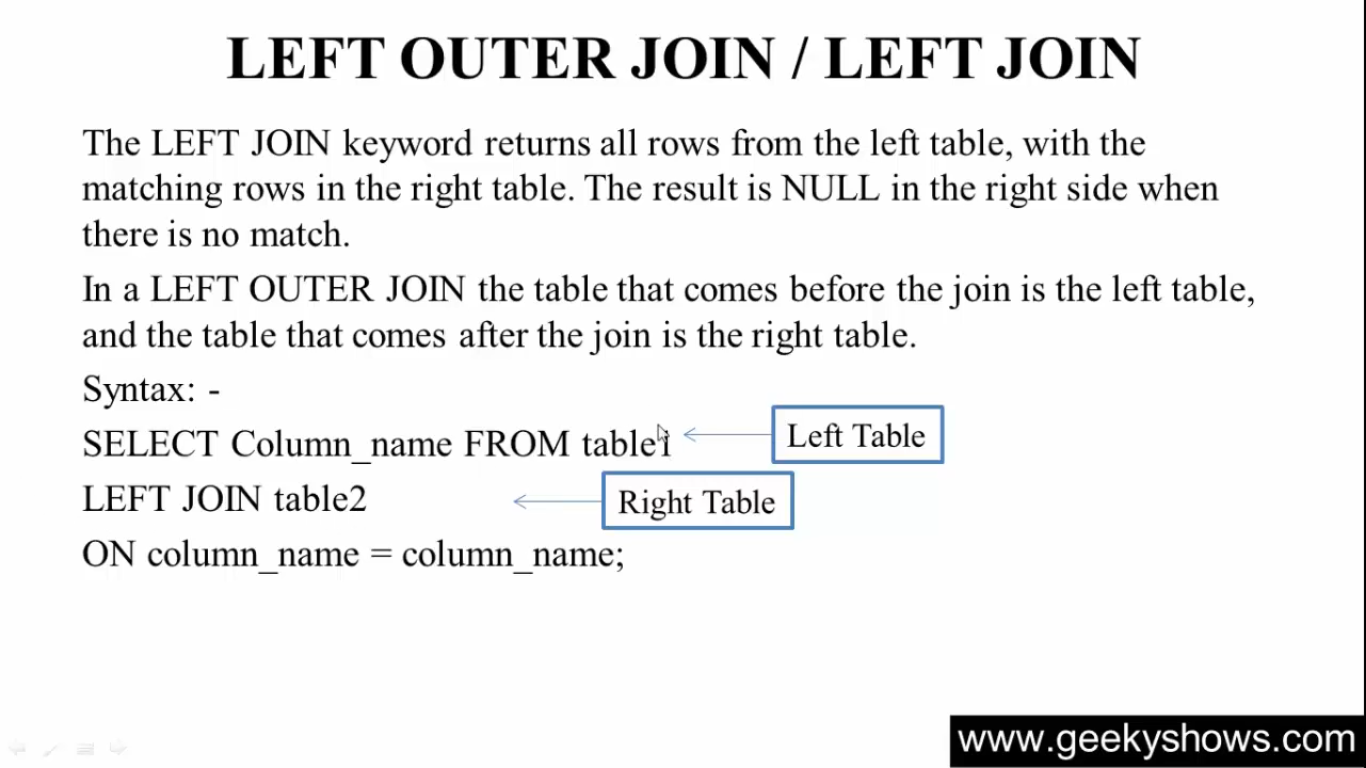 LEFT OUTER JOIN / LEFT JOIN
The LEFT JOIN keyword returns all rows from the left table, with the
matching rows in the right table. The result is NULL in the right side when
there is no match.
In a LEFT OUTER JOIN the table that comes before the join is the left table,
and the table that comes after the join is the right table.
Syntax: -
SELECT Column_name FROM table1
Left Table
LEFT JOIN table2
Right Table
ON column_name = column_name;
www.geekyshows.com